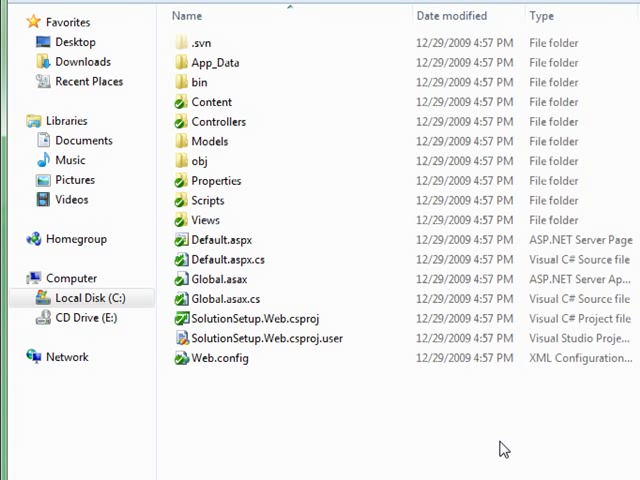 Name Date modified Type
Favorites
Desktop
Downloads
Recent Places
Libraries
Documents
Music
Pictures
Videos
Homegroup
Computer
Local Disk (C:)
CD Drive (E:)
Network
.svn 12/29/2009 4:57 PM File folder
App_Data 12/29/2009 4:57 PM File folder
bin 12/29/2009 4:57 PM File folder
Content 12/29/2009 4:57 PM File folder
Controllers 12/29/2009 4:57 PM File folder
Models 12/29/2009 4:57 PM File folder
obj 12/29/2009 4:57 PM File folder
Properties 12/29/2009 4:57 PM File folder
Scripts 12/29/2009 4:57 PM File folder
Views 12/29/2009 4:57 PM File folder
Default.aspx 12/29/2009 4:57 PM ASP.NET Server Page
Default.aspx.cs 12/29/2009 4:57 PM Visual C# Source file
Global.asax 12/29/2009 4:57 PM ASP.NET Server Ap...
Global.asax.cs 12/29/2009 4:57 PM Visual C# Source file
SolutionSetup.Web.csproj 12/29/2009 4:57 PM Visual C# Project file
SolutionSetup.Web.csproj.user 12/29/2009 4:57 PM Visual Studio Proje...
Web.config 12/29/2009 4:57 PM XML Configuration...